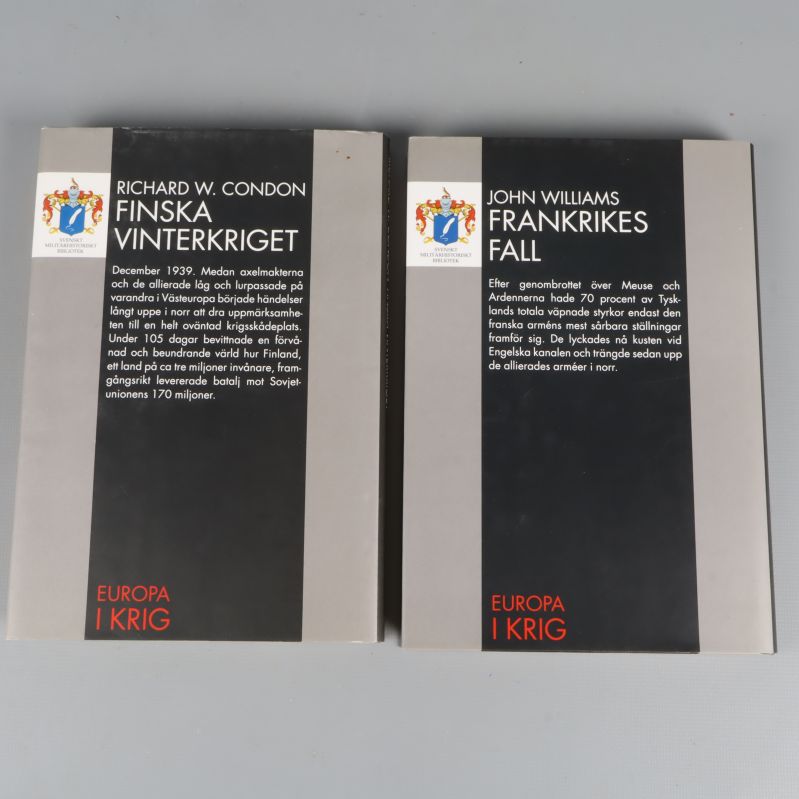 SVENSKT
MILITÄRHISTORISKT
BIBLIOTEK
RICHARD W. CONDON
FINSKA
VINTERKRIGET
December 1939. Medan axelmakterna
och de allierade låg och lurpassade på
varandra i Västeuropa började händelser
långt uppe i norr att dra uppmärksamhe-
ten till en helt oväntad krigsskådeplats.
Under 105 dagar bevittnade en förvå-
nad och beundrande värld hur Finland,
ett land på ca tre miljoner invånare, fram-
gångsrikt levererade batalj mot Sovjet-
unionens 170 miljoner.
EUROPA
I KRIG
SVENSKT
MILITÄRHISTORISKT
BIBLIOTEK
JOHN WILLIAMS
FRANKRIKES
FALL
Efter genombrottet över Meuse och
Ardennerna hade 70 procent av Tysk-
lands totala väpnade styrkor endast den
franska arméns mest sårbara ställningar
framför sig. De lyckades nå kusten vid
Engelska kanalen och trängde sedan upp
de allierades arméer i norr.
EUROPA
I KRIG